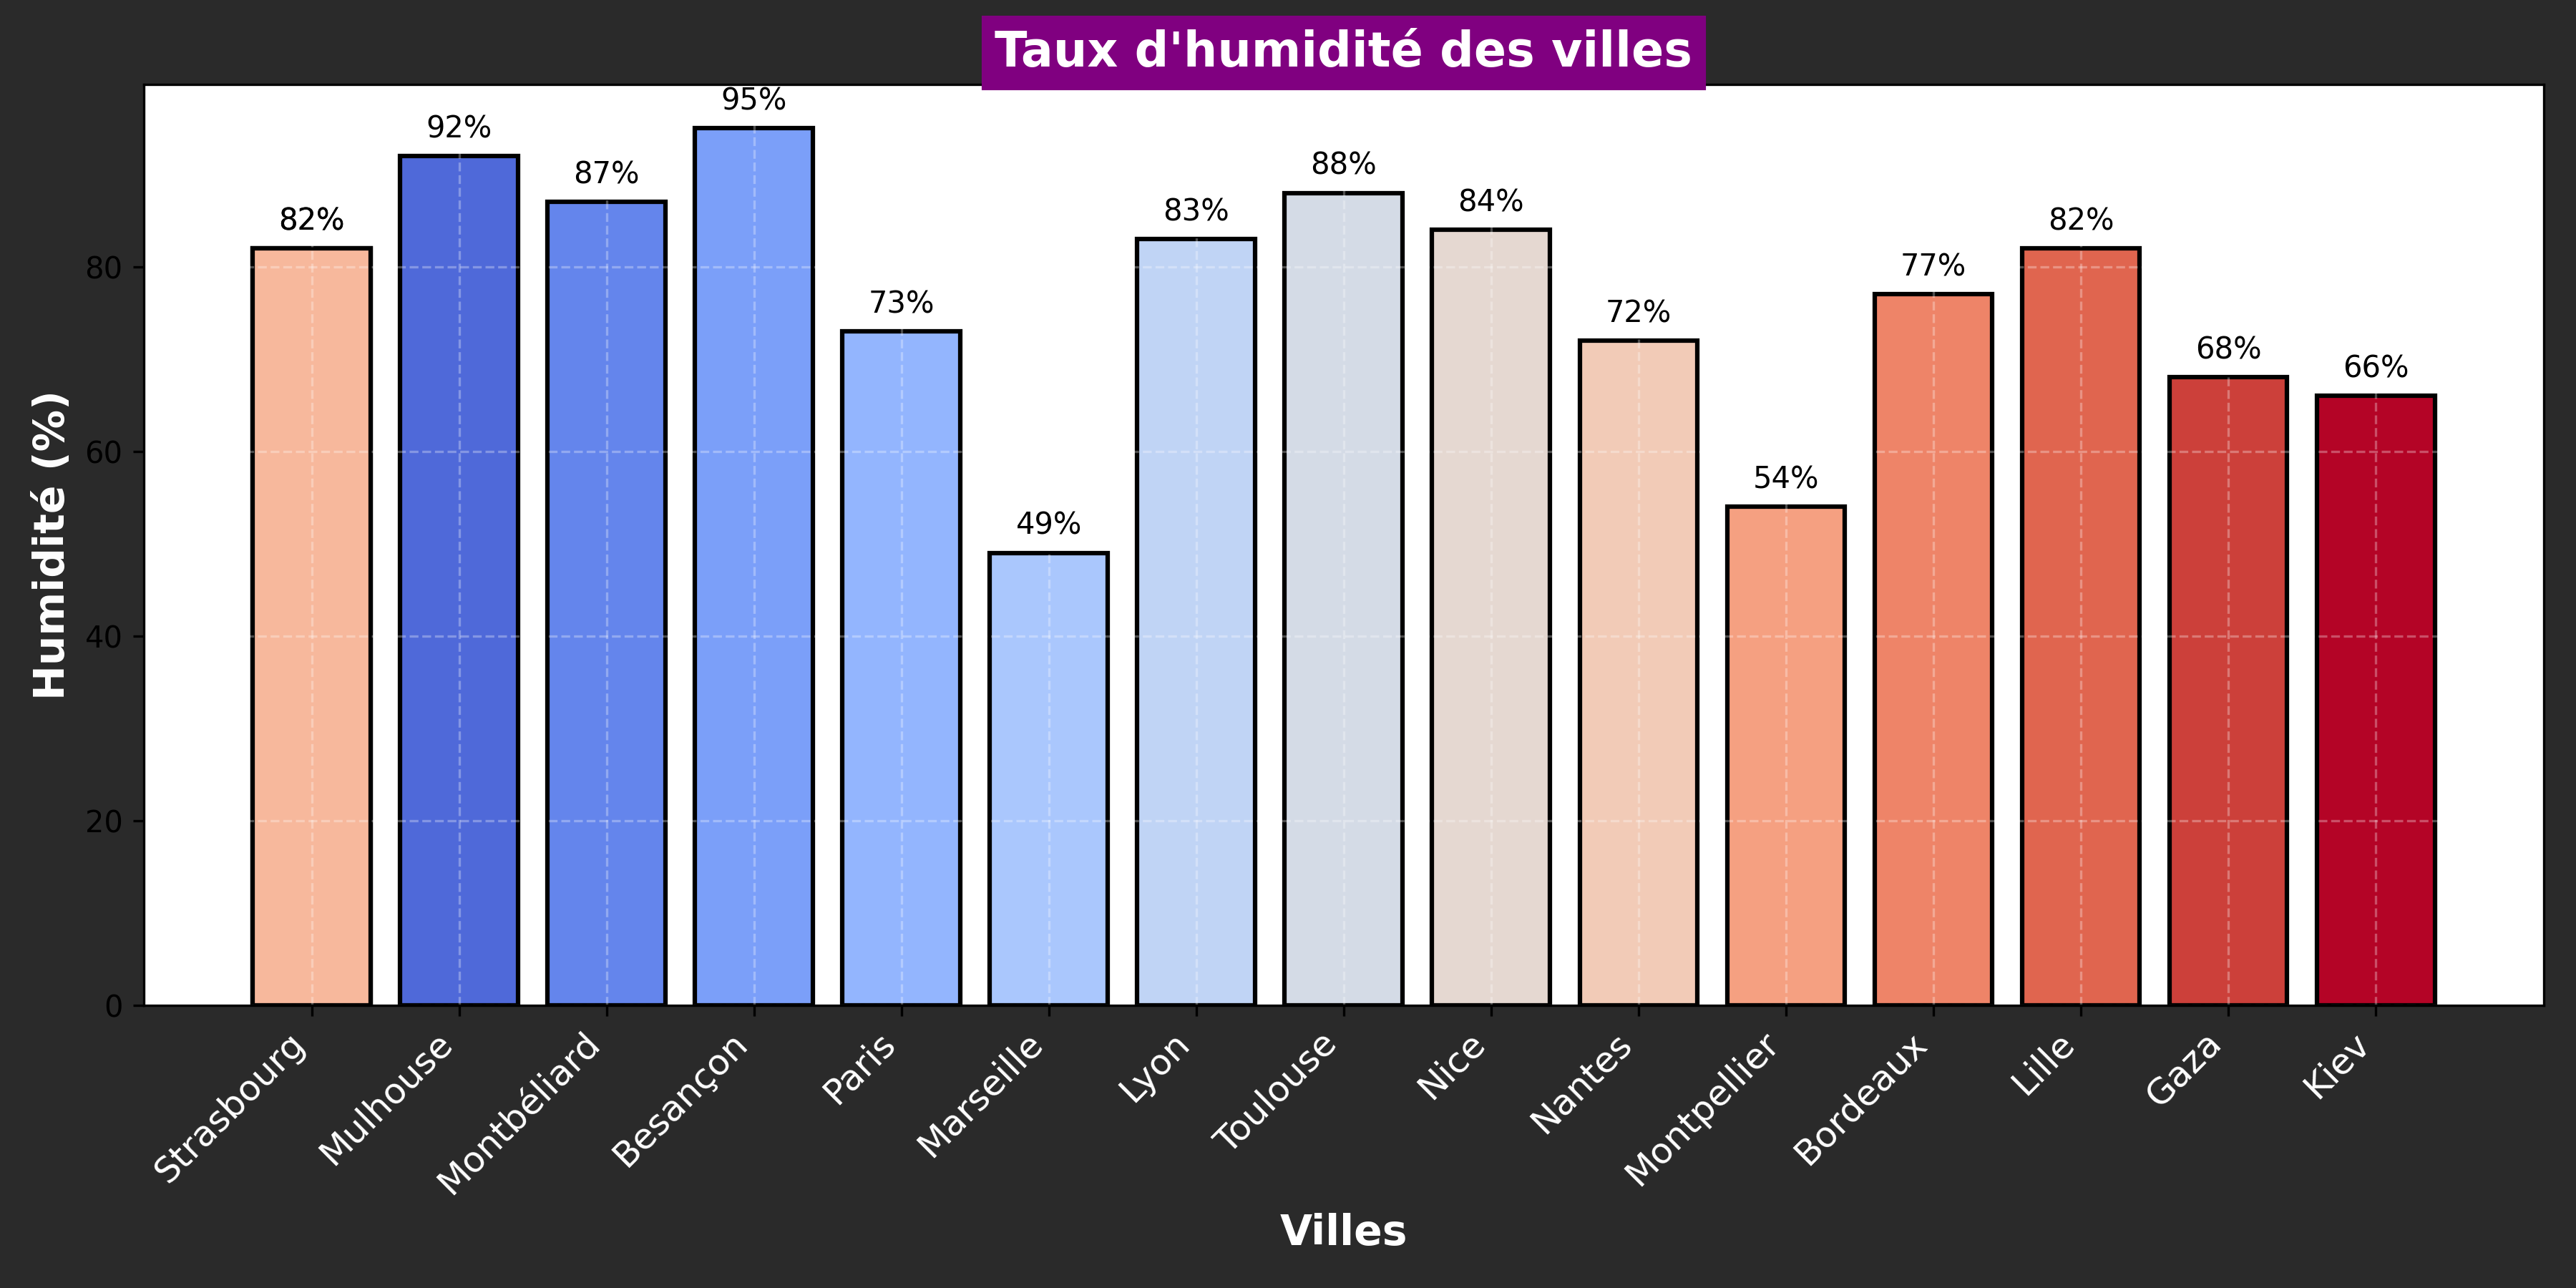 Taux d'humidité des villes
95%
92%
88%
87%
84%
83%
82%
82%
77%
73%
72%
68%
66%
54%
49%
Humidité (%)
80
60
40
20
0
Strasbourg
Mulhouse
Montbéliard
Besançon
Paris
Marseille
Lyon
Toulouse
Nice
Nantes
Montpellier
Bordeaux
Lille
Gaza
Kiev
Villes